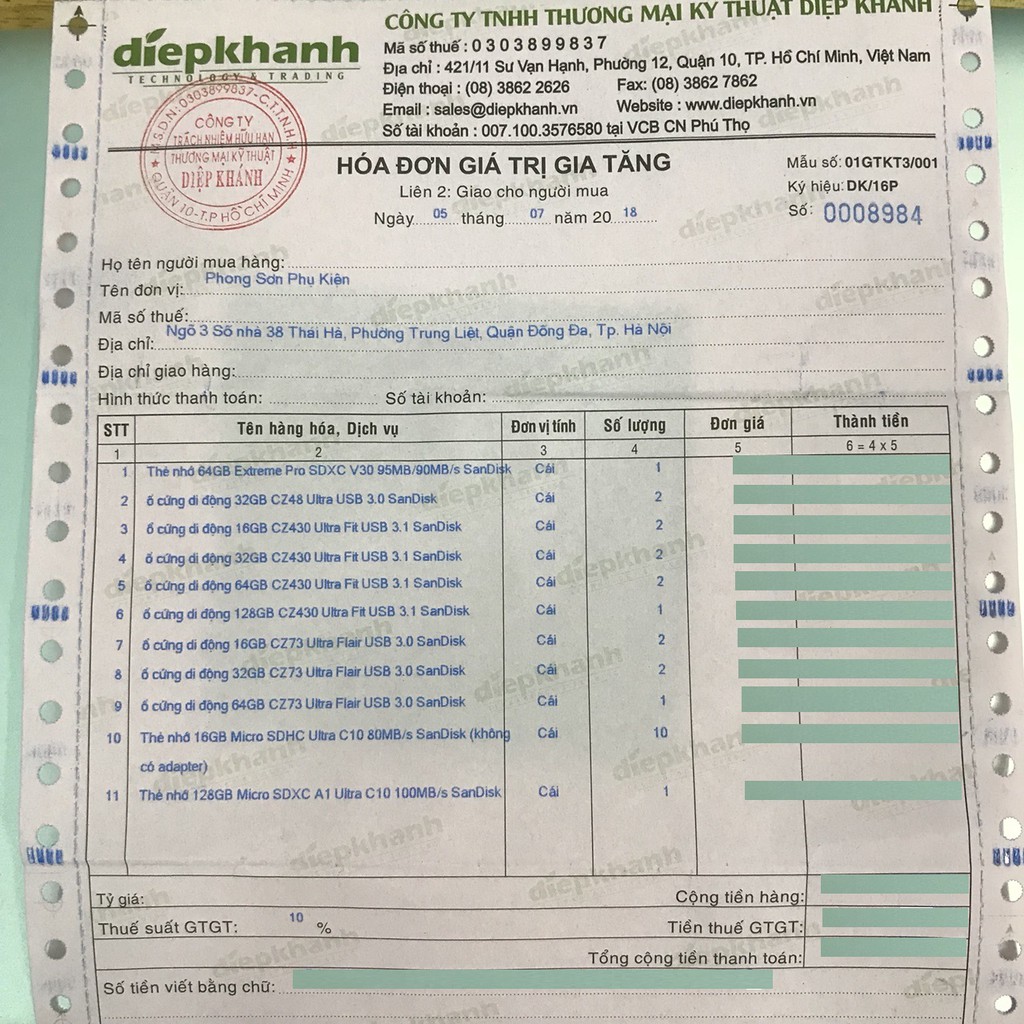 CÔNG TY TNHH THƯƠNG MẠI KỸ THUẬT DIỆP KHÁNH
diepkhanh
TECHNOLOGY & TRADING
Mã số thuế : 0303899837
Địa chỉ : 421/11 Sư Vạn Hạnh, Phường 12, Quận 10, TP. Hồ Chí Minh, Việt Nam
Điện thoại : (08) 3862 2626 Fax: (08) 3862 7862
Email : sales@diepkhanh.vn Website : www.diepkhanh.vn
Số tài khoản : 007.100.3576580 tại VCB CN Phú Thọ
M.S.D.N: 0303899837-C.T.T.N.H.H
CÔNG TY
TRÁCH NHIỆM HỮU HẠN
THƯƠNG MẠI KỸ THUẬT
DIỆP KHÁNH
QUẬN 10-T.P HỒ CHÍ MINH
HÓA ĐƠN GIÁ TRỊ GIA TĂNG
Liên 2: Giao cho người mua
Ngày 05 tháng 07 năm 20 18
Mẫu số: 01GTKT3/001
Ký hiệu: DK/16P
Số: 0008984
Họ tên người mua hàng:
Tên đơn vị: Phong Sơn Phụ Kiện
Mã số thuế:
Địa chỉ: Ngõ 3 Số nhà 38 Thái Hà, Phường Trung Liệt, Quận Đống Đa, Tp. Hà Nội
Địa chỉ giao hàng:
Hình thức thanh toán: Số tài khoản:
STT Tên hàng hóa, Dịch vụ Đơn vị tính Số lượng Đơn giá Thành tiền
1 2 3 4 5 6 = 4 x 5
1 Thẻ nhớ 64GB Extreme Pro SDXC V30 95MB/90MB/s SanDisk Cái 1
2 ổ cứng di động 32GB CZ48 Ultra USB 3.0 SanDisk Cái 2
3 ổ cứng di động 16GB CZ430 Ultra Fit USB 3.1 SanDisk Cái 2
4 ổ cứng di động 32GB CZ430 Ultra Fit USB 3.1 SanDisk Cái 2
5 ổ cứng di động 64GB CZ430 Ultra Fit USB 3.1 SanDisk Cái 2
6 ổ cứng di động 128GB CZ430 Ultra Fit USB 3.1 SanDisk Cái 1
7 ổ cứng di động 16GB CZ73 Ultra Flair USB 3.0 SanDisk Cái 2
8 ổ cứng di động 32GB CZ73 Ultra Flair USB 3.0 SanDisk Cái 2
9 ổ cứng di động 64GB CZ73 Ultra Flair USB 3.0 SanDisk Cái 1
10 Thẻ nhớ 16GB Micro SDHC Ultra C10 80MB/s SanDisk (không Cái 10
có adapter)
11 Thẻ nhớ 128GB Micro SDXC A1 Ultra C10 100MB/s SanDisk Cái 1
Tỷ giá: Cộng tiền hàng:
Thuế suất GTGT: 10 % Tiền thuế GTGT:
Tổng cộng tiền thanh toán:
Số tiền viết bằng chữ: